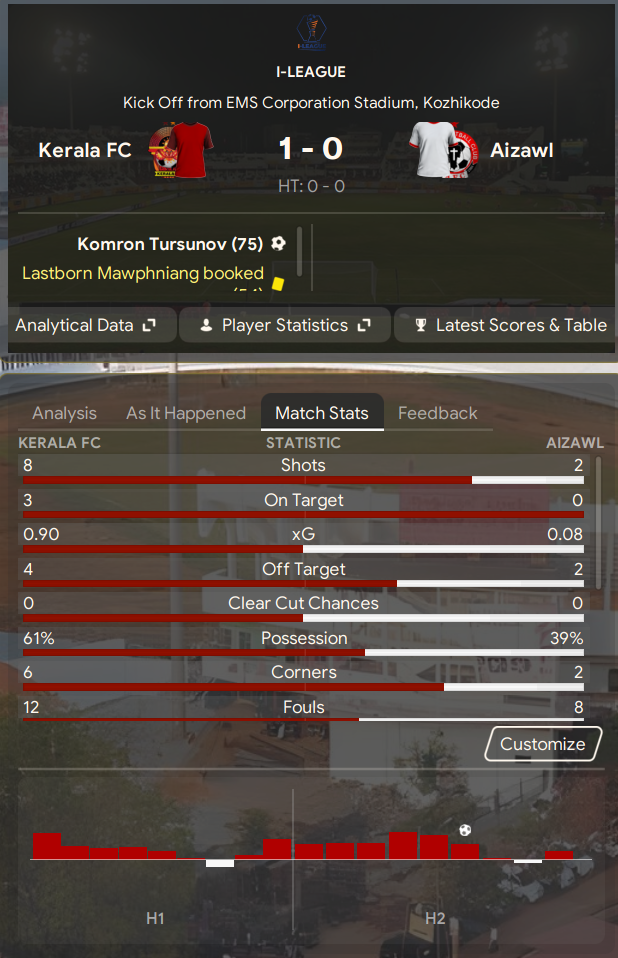 I-LEAGUE
I-LEAGUE
Kick Off from EMS Corporation Stadium, Kozhikode
Kerala FC 1 - 0 Aizawl
HT: 0 - 0
Komron Tursunov (75)
Lastborn Mawphniang booked
Analytical Data Player Statistics Latest Scores & Table
Analysis As It Happened Match Stats Feedback
KERALA FC STATISTIC AIZAWL
8 Shots 2
3 On Target 0
0.90 xG 0.08
4 Off Target 2
0 Clear Cut Chances 0
61% Possession 39%
6 Corners 2
12 Fouls 8
Customize
H1 H2